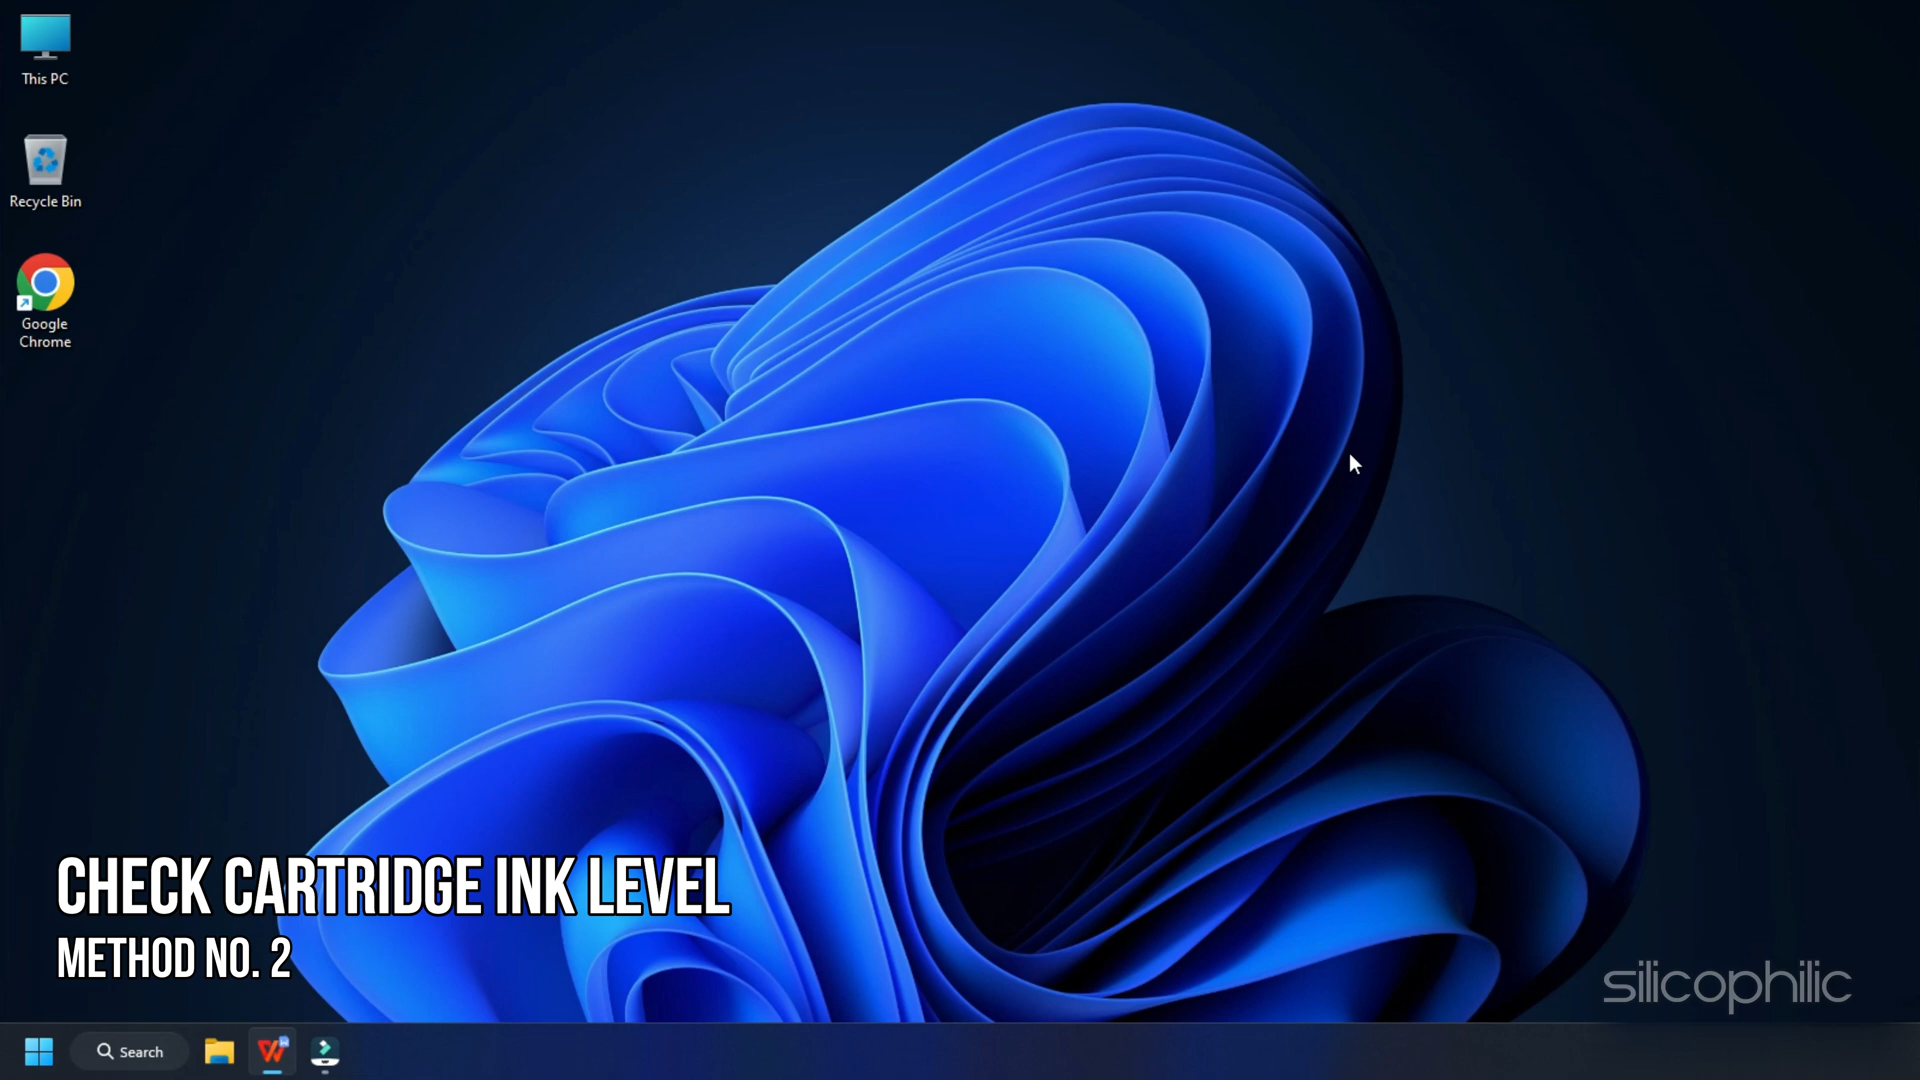 This PC
Recycle Bin
Google
Chrome
CHECK CARTRIDGE INK LEVEL
METHOD NO. 2
silicophilic
Search